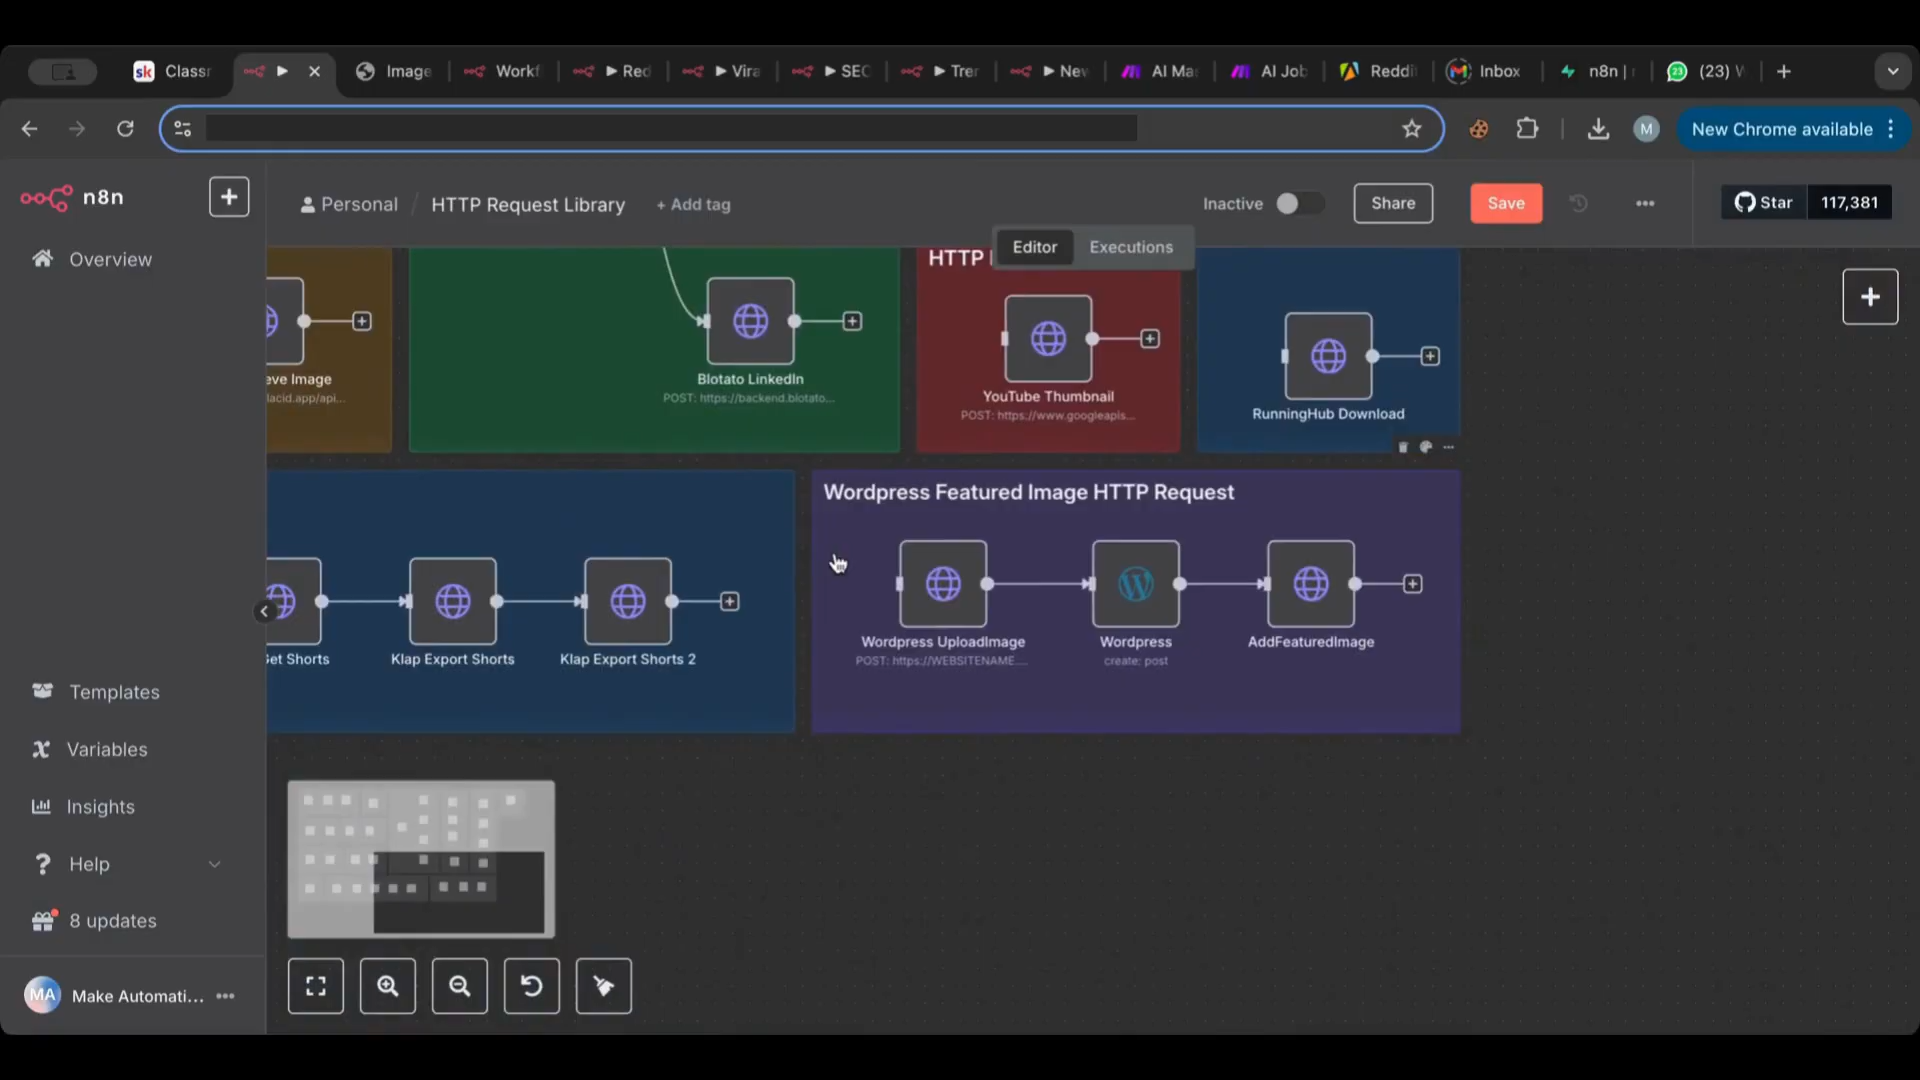 Classr
Image
Workf
Red
Vira
SEC
Trer
Nev
AI Ma
AI Job
Reddi
Inbox
n8n |
(23)
New Chrome available
M
n8n
Personal / HTTP Request Library + Add tag
Inactive
Share
Save
Star 117,381
Editor Executions
Overview
Templates
Variables
Insights
Help
8 updates
MA Make Automati...
HTTP
eve Image
lacid.app/api...
Blotato LinkedIn
POST: https://backend.blotato...
YouTube Thumbnail
POST: https://www.googleapis...
RunningHub Download
Get Shorts
Klap Export Shorts
Klap Export Shorts 2
Wordpress Featured Image HTTP Request
Wordpress UploadImage
POST: https://WEBSITENAME....
Wordpress
create: post
AddFeaturedImage